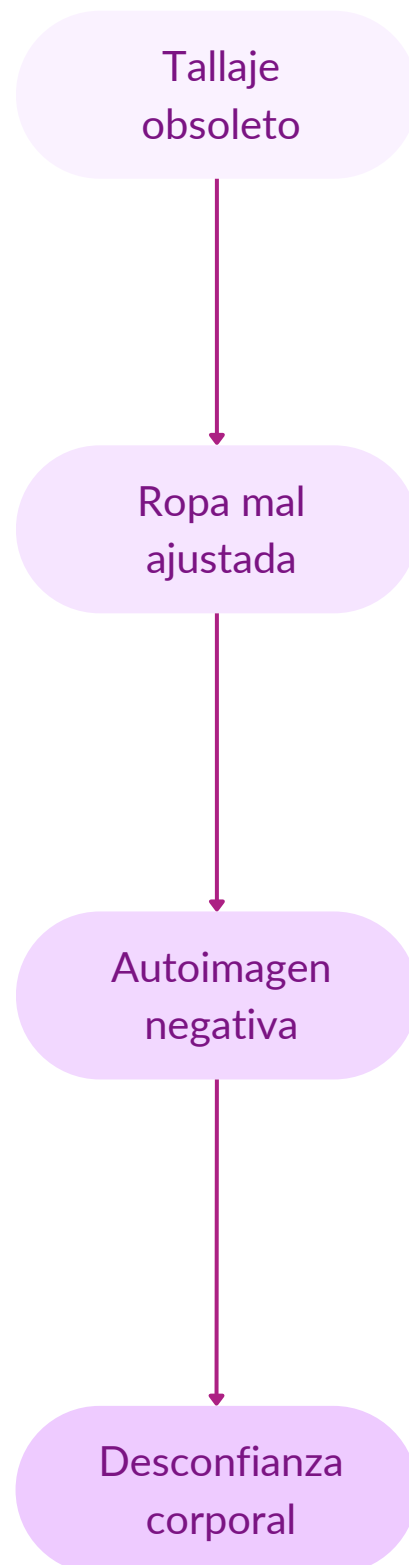 Tallaje
obsoleto
Ropa mal
ajustada
Autoimagen
negativa
Desconfianza
corporal